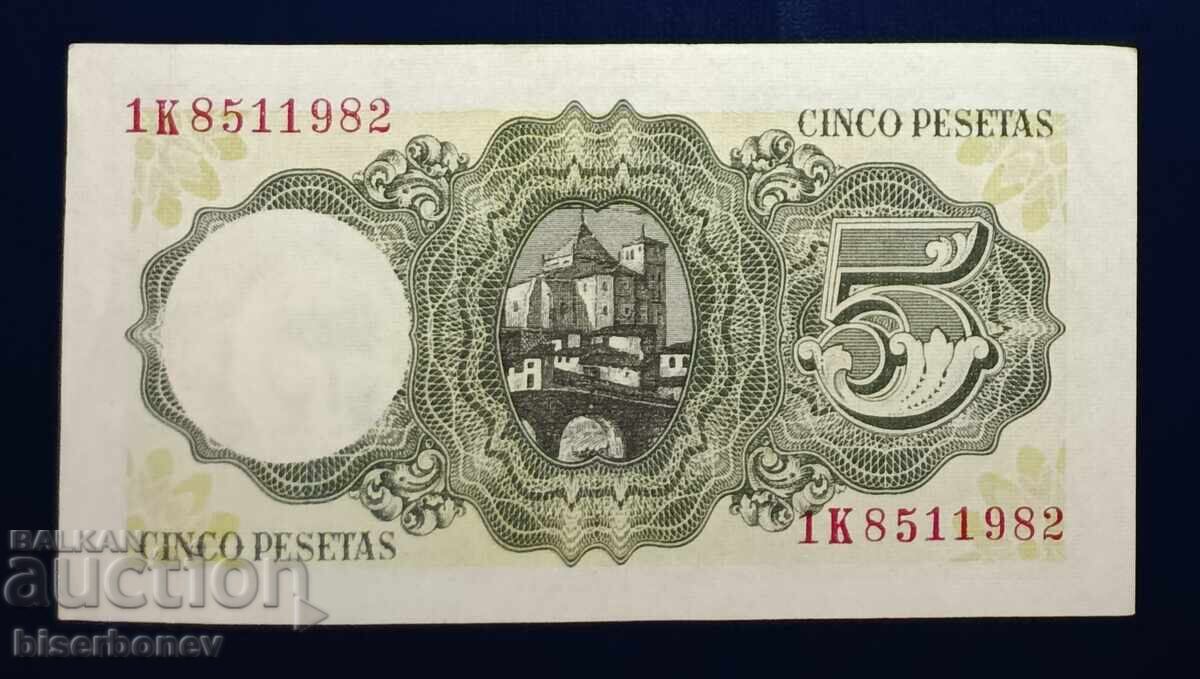 1K8511982
CINCO PESETAS
5
1K8511982
CINCO PESETAS
BALKAN
auction
biserbonev